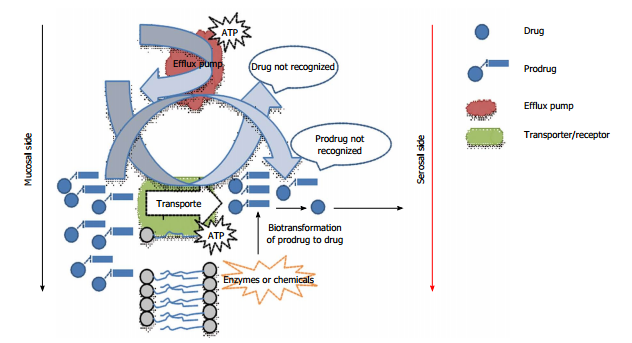 ATP
Efflux pump
Drug not recognized
Prodrug not
recognized
Mucosal side
Serosal side
Transporte
ATP
Biotransformation
of prodrug to drug
Enzymes or chemicals
Drug
Prodrug
Efflux pump
Transporter/receptor